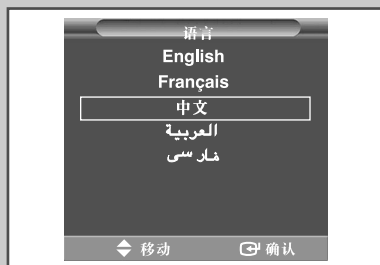 语言
English
Français
中文
العربية
فارسی
移动 确认